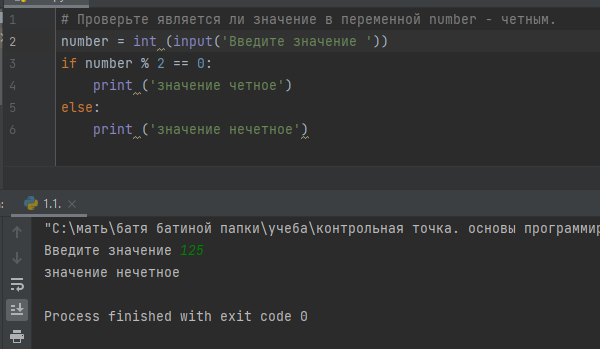 1 # Проверьте является ли значение в переменной number - четным.
2 number = int (input('Введите значение '))
3 if number % 2 == 0:
4 print ('значение четное')
5 else:
6 print ('значение нечетное')
1.1.
"C:\мать\батя батиной папки\учеба\контрольная точка. основы программир
Введите значение 125
значение нечетное
Process finished with exit code 0